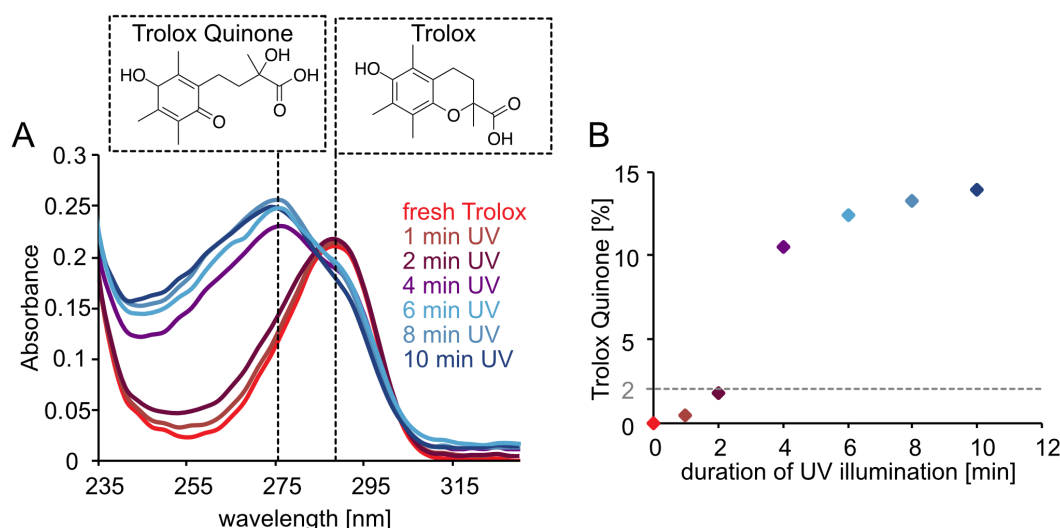 Trolox Quinone
Trolox
OH
HO
OH
O
O
HO
O
O
OH
A
B
0.3
0.25
0.2
0.15
0.1
0.05
0
Absorbance
235
255
275
295
315
wavelength [nm]
fresh Trolox
1 min UV
2 min UV
4 min UV
6 min UV
8 min UV
10 min UV
15
10
5
2
0
Trolox Quinone [%]
0
2
4
6
8
10
12
duration of UV illumination [min]